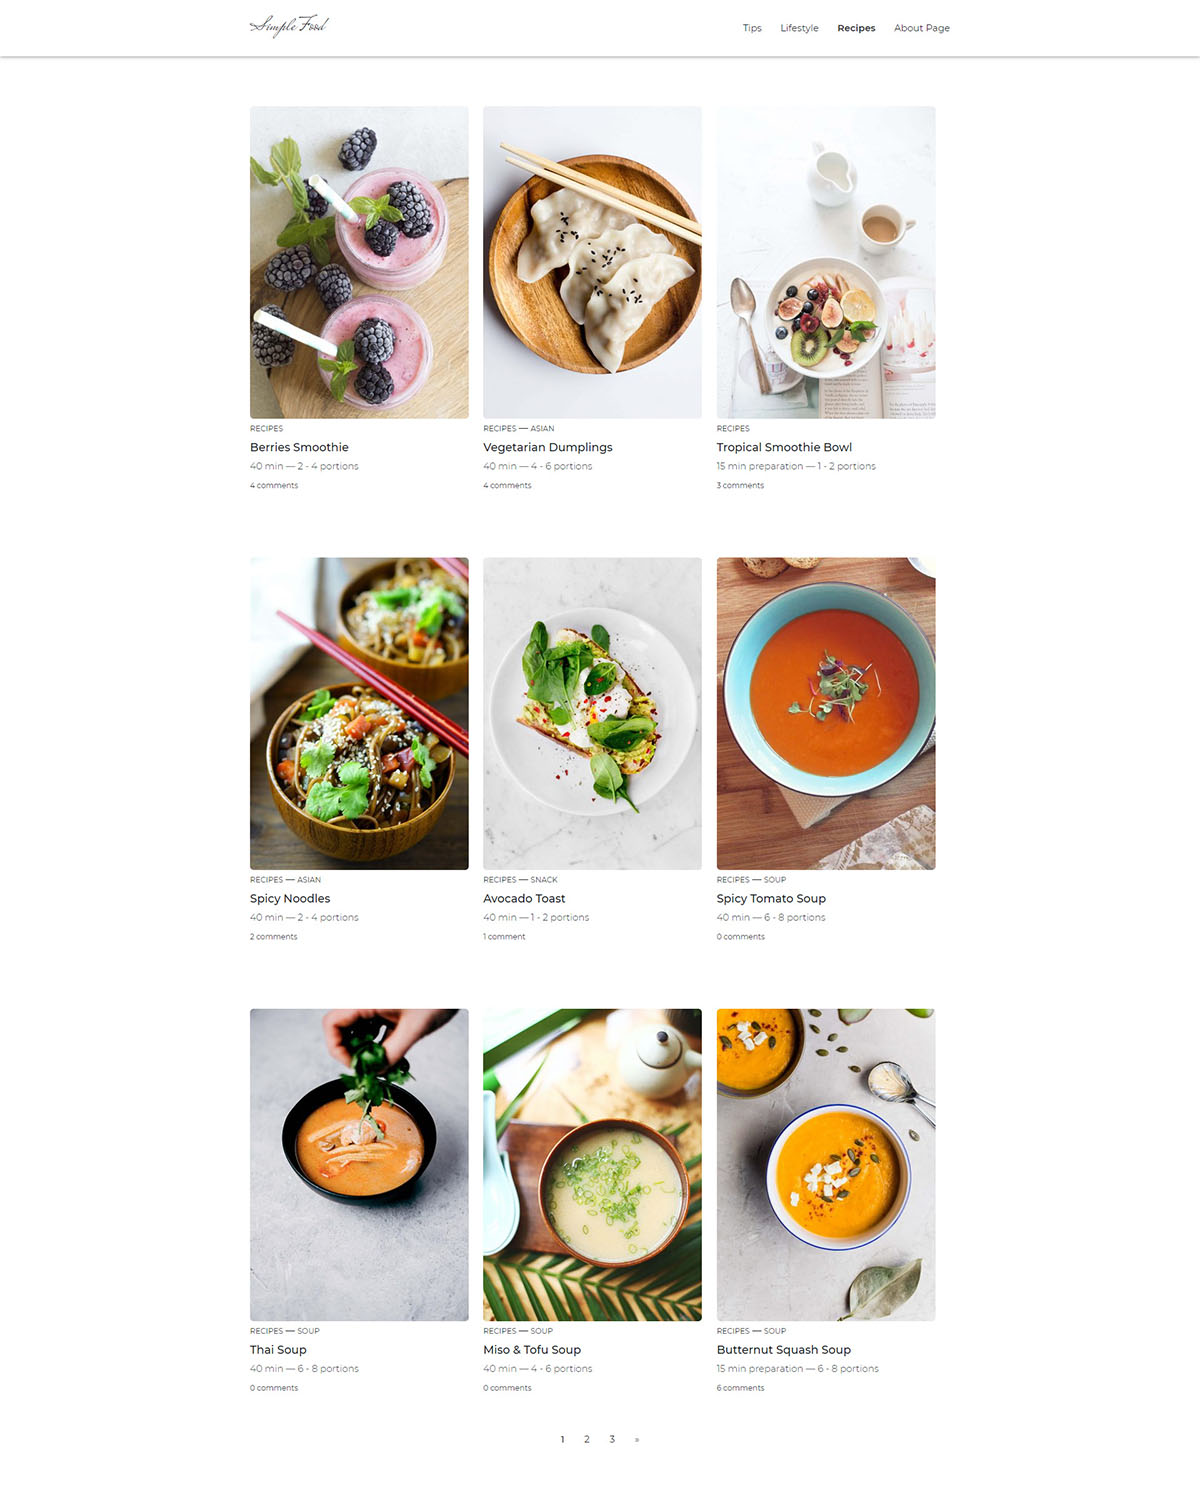 Simple Food
Tips Lifestyle Recipes About Page
RECIPES
Berries Smoothie
40 min — 2 - 4 portions
4 comments
RECIPES — ASIAN
Vegetarian Dumplings
40 min — 4 - 6 portions
4 comments
RECIPES
Tropical Smoothie Bowl
15 min preparation — 1 - 2 portions
3 comments
RECIPES — ASIAN
Spicy Noodles
40 min — 2 - 4 portions
2 comments
RECIPES — SNACK
Avocado Toast
40 min — 1 - 2 portions
1 comment
RECIPES — SOUP
Spicy Tomato Soup
40 min — 6 - 8 portions
0 comments
RECIPES — SOUP
Thai Soup
40 min — 6 - 8 portions
0 comments
RECIPES — SOUP
Miso & Tofu Soup
40 min — 4 - 6 portions
0 comments
RECIPES — SOUP
Butternut Squash Soup
15 min preparation — 6 - 8 portions
6 comments
1 2 3 »